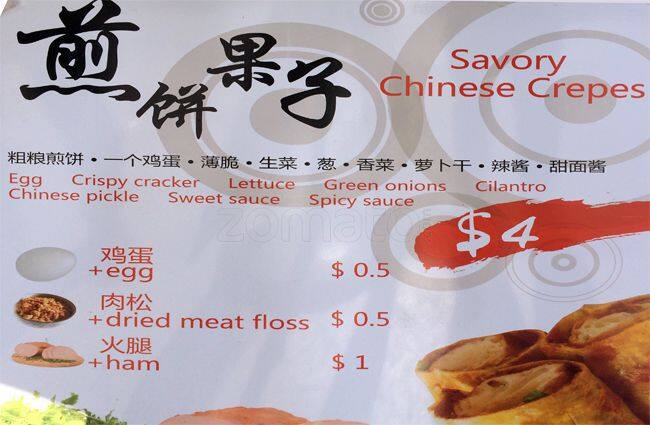 煎饼果子
Savory
Chinese Crepes
粗粮煎饼・一个鸡蛋・薄脆・生菜・葱・香菜・萝卜干・辣酱・甜面酱
Egg Crispy cracker Lettuce Green onions Cilantro
Chinese pickle Sweet sauce Spicy sauce
zomato
$4
鸡蛋
+egg $ 0.5
肉松
+dried meat floss $ 0.5
火腿
+ham $ 1